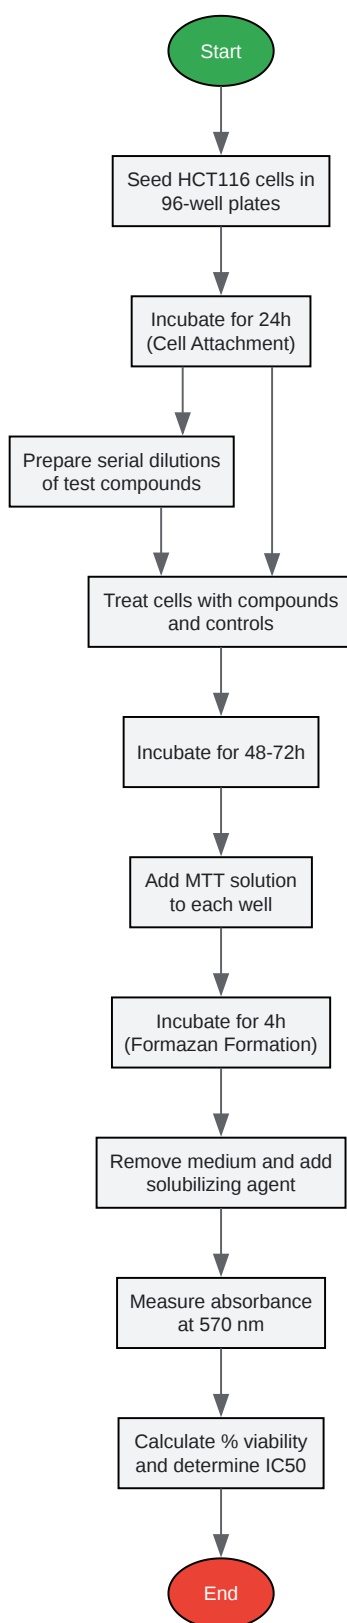 Start
Seed HCT116 cells in
96-well plates
Incubate for 24h
(Cell Attachment)
Prepare serial dilutions
of test compounds
Treat cells with compounds
and controls
Incubate for 48-72h
Add MTT solution
to each well
Incubate for 4h
(Formazan Formation)
Remove medium and add
solubilizing agent
Measure absorbance
at 570 nm
Calculate % viability
and determine IC50
End